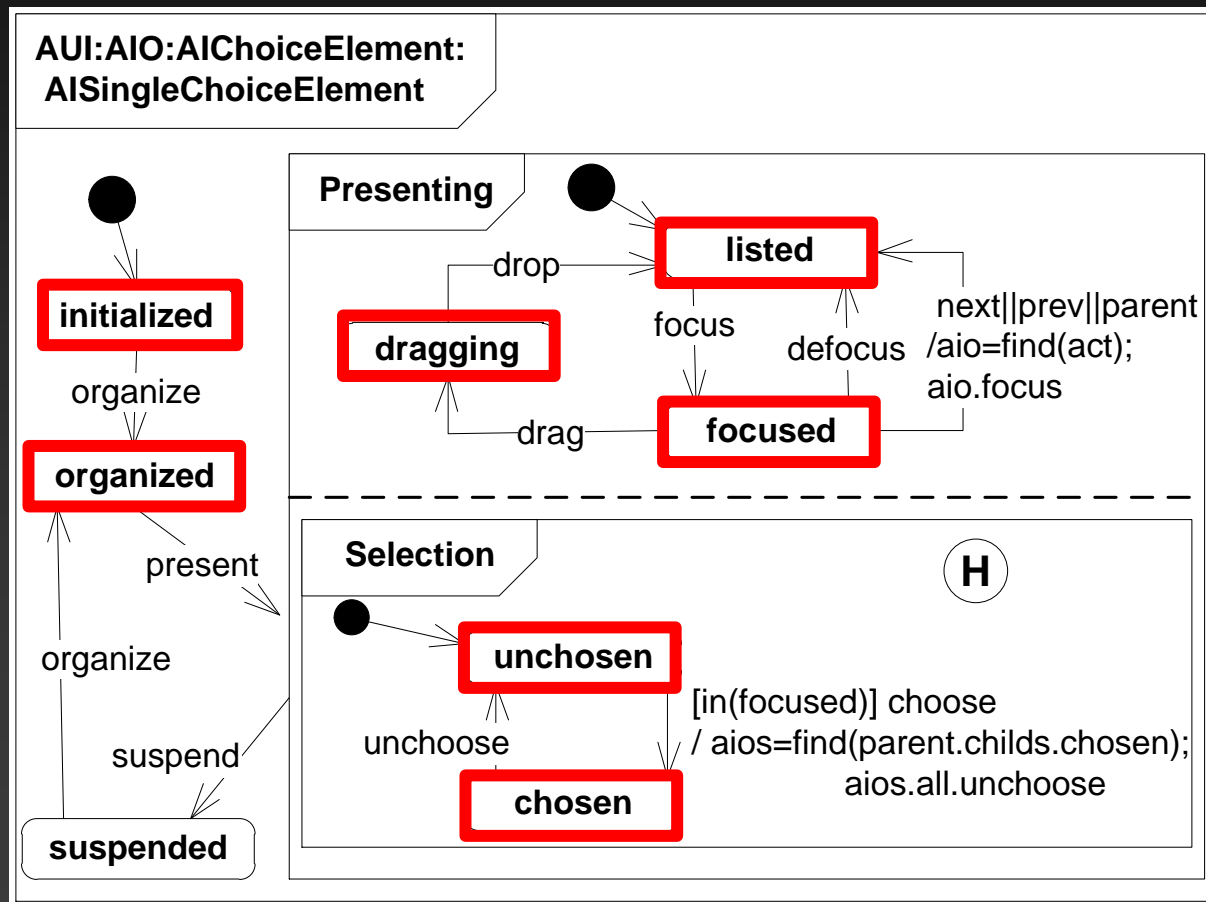 AUI:AIO:AIChoiceElement:
AISingleChoiceElement
Presenting
listed
drop
initialized
next||prev||parent
focus
dragging
defocus
/aio=find(act);
organize
aio.focus
drag
focused
organized
Selection
H
present
unchosen
organize
[in(focused)] choose
unchoose
/ aios=find(parent.childs.chosen);
suspend
aios.all.unchoose
chosen
suspended